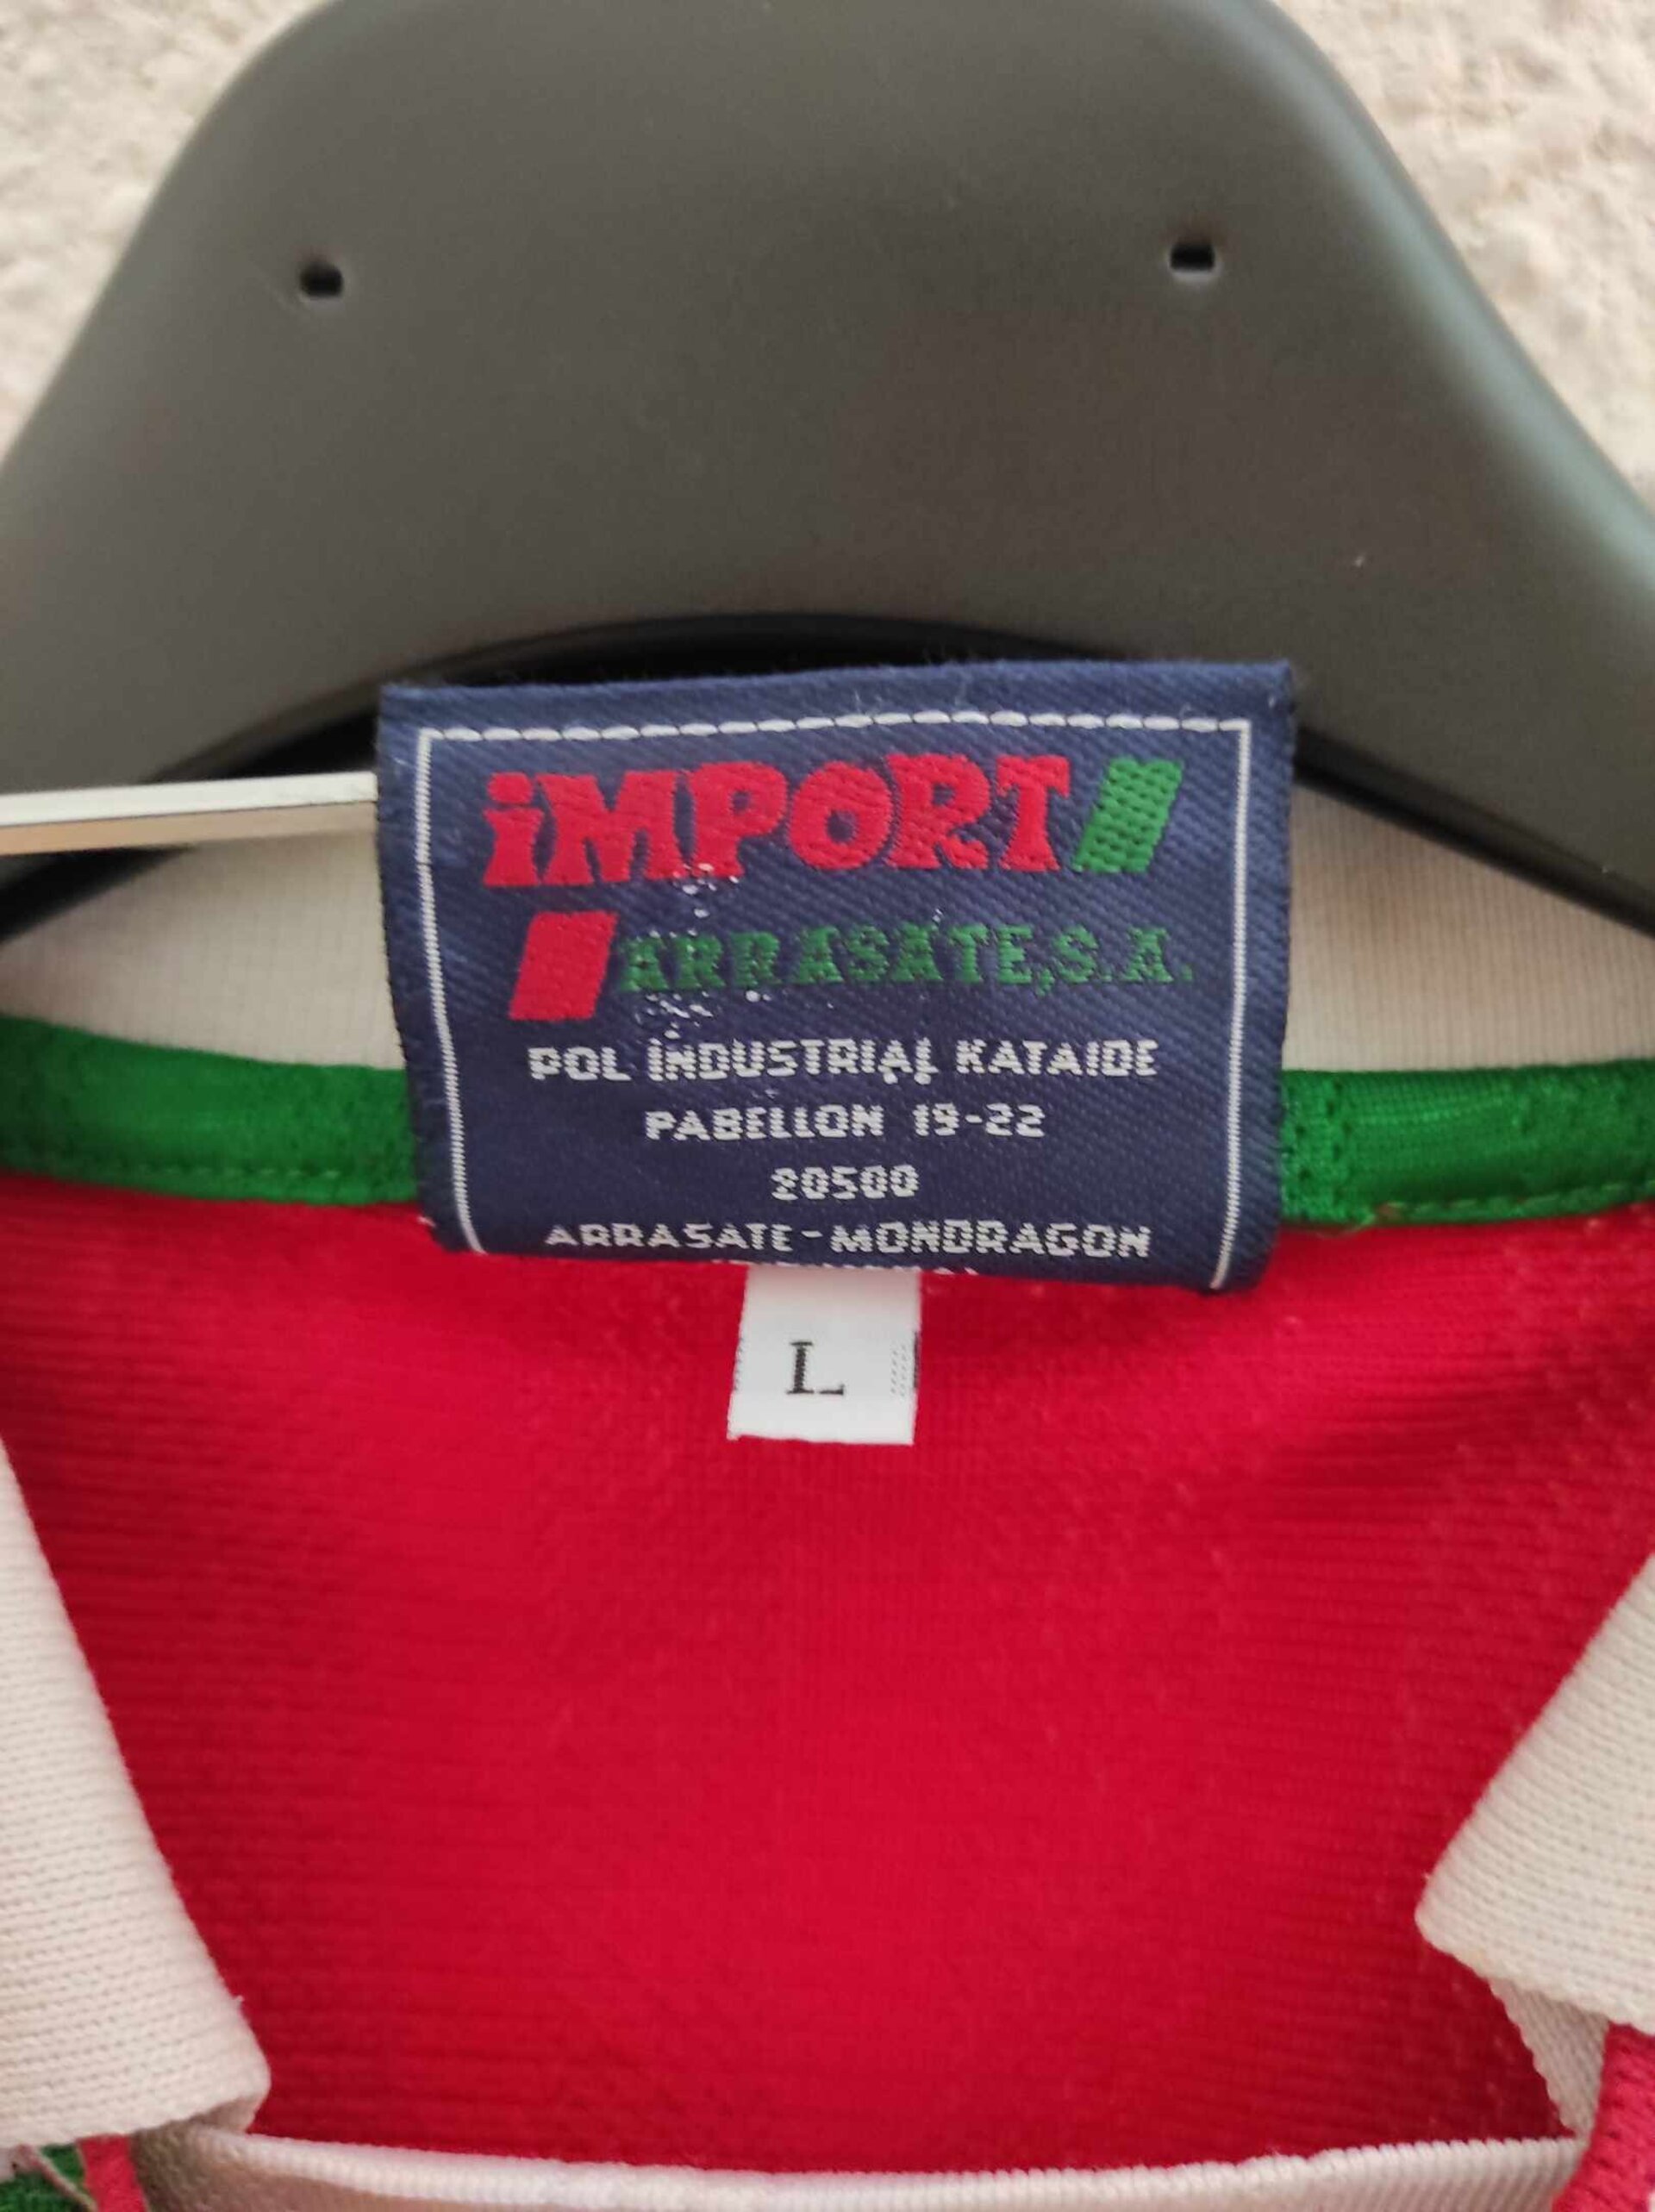 iMPORT
ARRASATE,S.A.
POL INDUSTRIAL KATAIDE
PABELLON 19-22
20500
ARRASATE-MONDRAGON
L